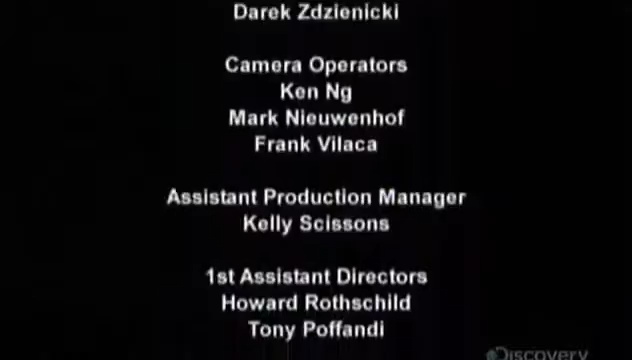 Darek Zdzienicki
Camera Operators
Ken Ng
Mark Nieuwenhof
Frank Vilaca
Assistant Production Manager
Kelly Scissons
1st Assistant Directors
Howard Rothschild
Tony Poffandi
Discovery